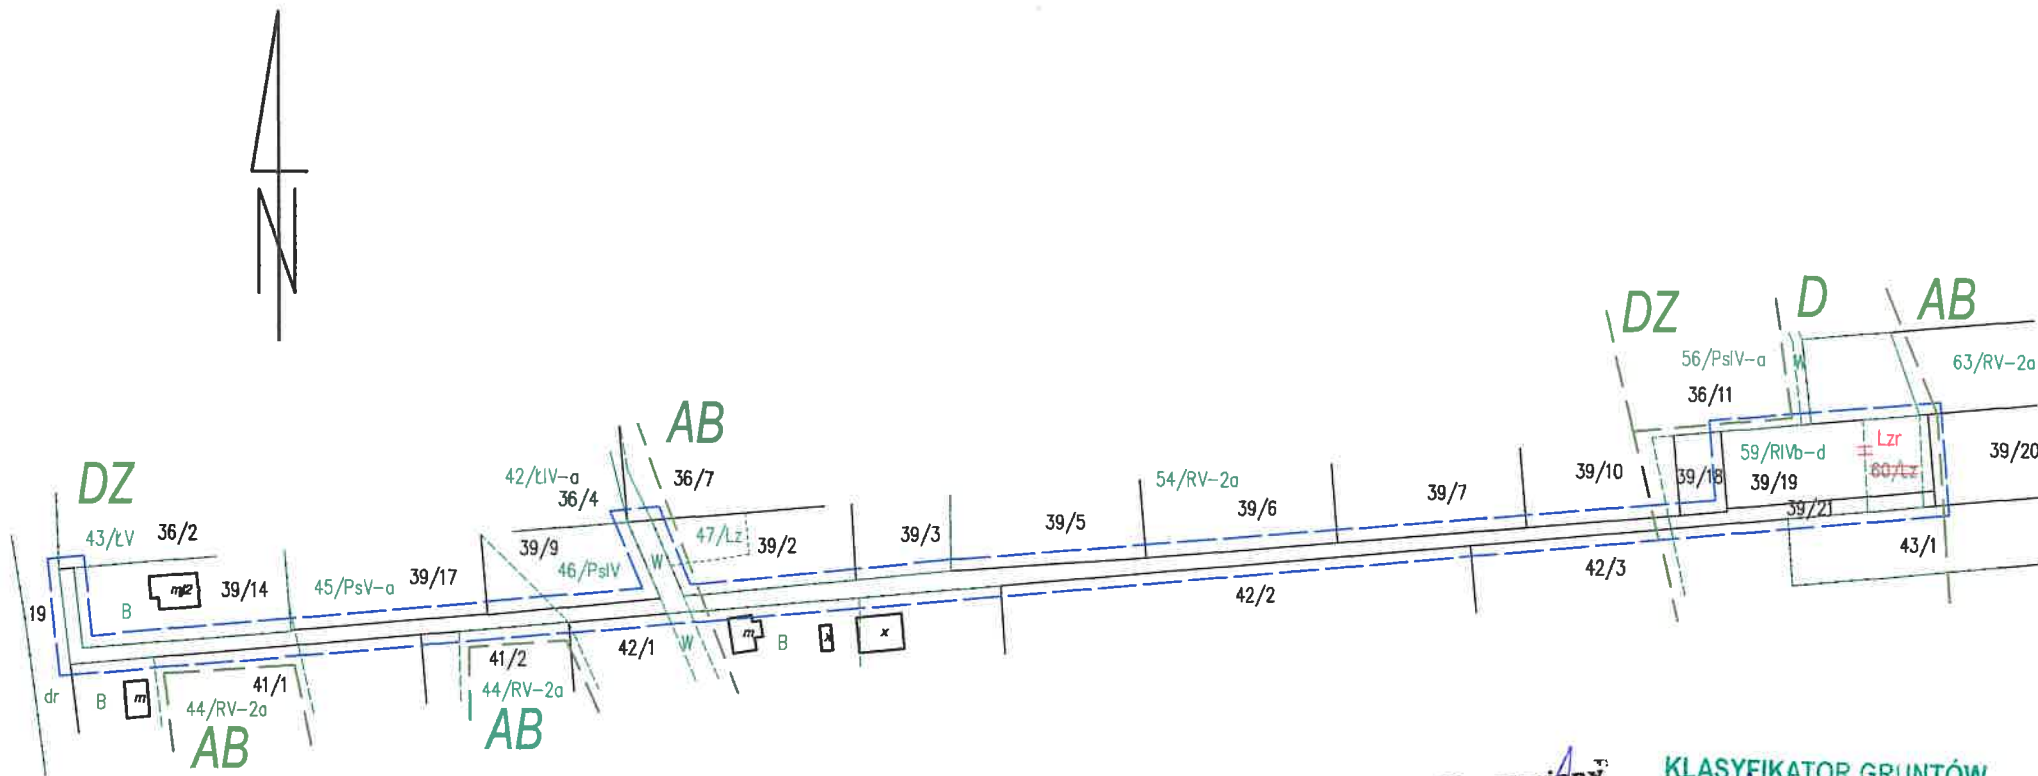 N
DZ
D
AB
56/PsIV-a
W
63/RV-2a
36/11
AB
DZ
42/ŁIV-a
36/4
36/7
54/RV-2a
39/10
39/18
59/RIVb-d
39/19
Lzr
60/Lz
39/20
43/ŁV
36/2
39/9
46/PsIV
W
47/Lz
39/2
39/3
39/5
39/6
39/7
39/21
43/1
19
B
mj2
39/14
45/PsV-a
39/17
42/3
42/2
dr
B
m
41/1
44/RV-2a
AB
41/2
44/RV-2a
AB
42/1
W
m
B
x
x
KLASYFIKATOR GRUNTÓW